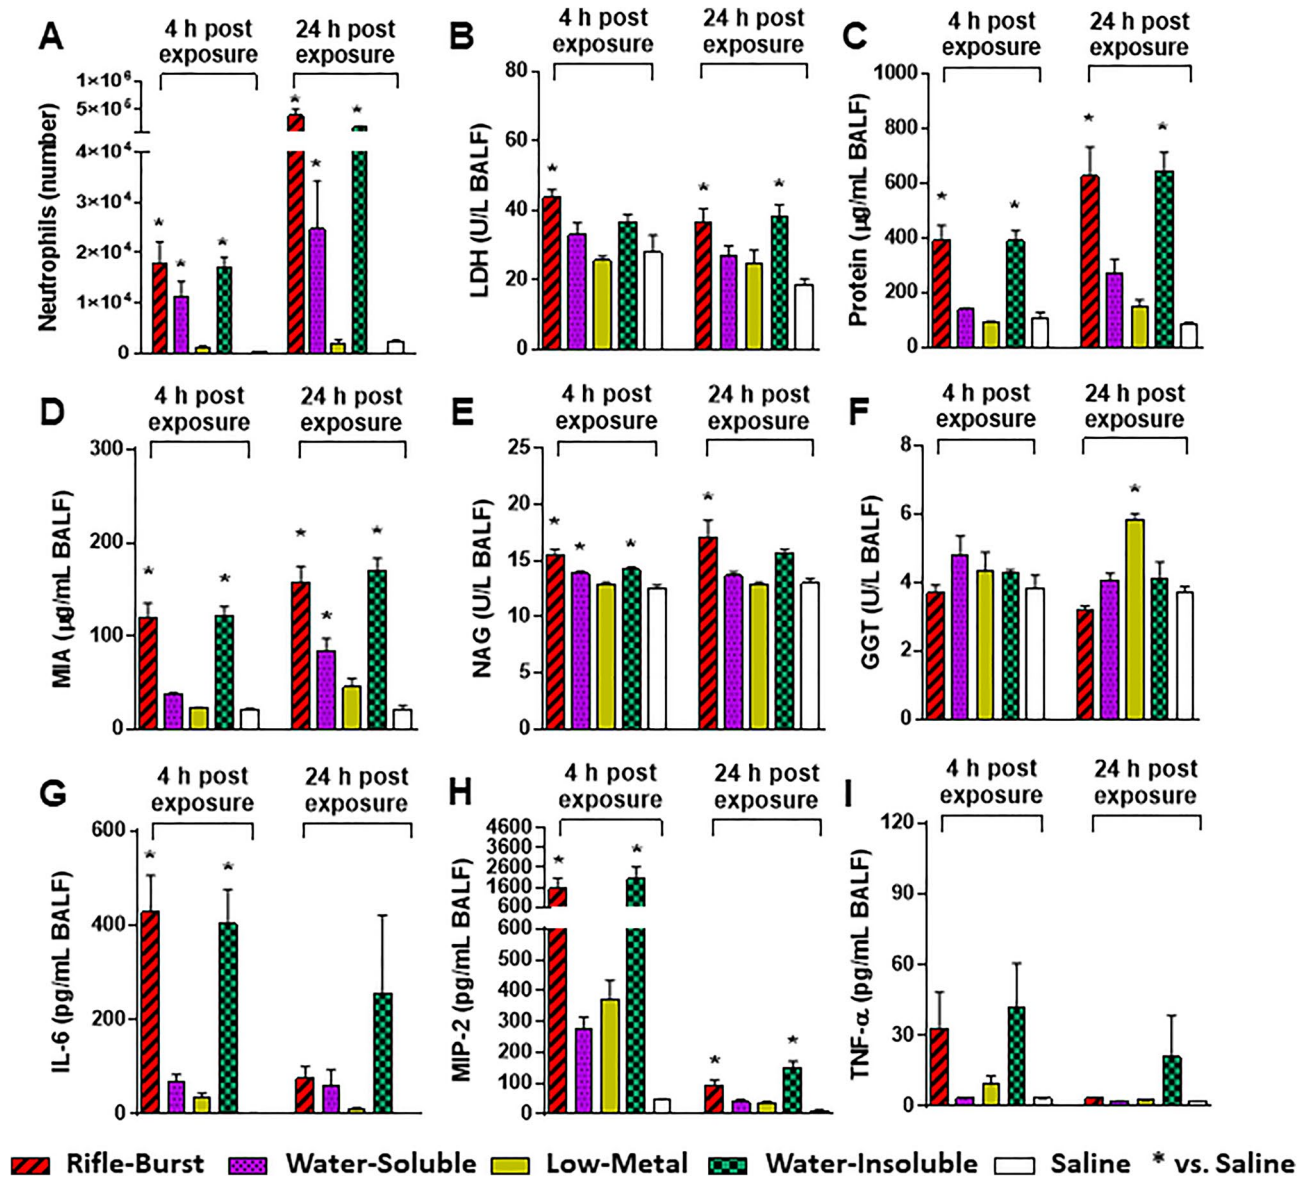 A
4 h post
exposure
24 h post
exposure
Neutrophils (number)
1×10⁶
5×10⁶
4×10⁴
3×10⁴
2×10⁴
1×10⁴
0
* * * * * *
B
4 h post
exposure
24 h post
exposure
LDH (U/L BALF)
80
60
40
20
0
* * *
C
4 h post
exposure
24 h post
exposure
Protein (µg/mL BALF)
1000
800
600
400
200
0
* * * *
D
4 h post
exposure
24 h post
exposure
MIA (µg/mL BALF)
300
200
100
0
* * * * *
E
4 h post
exposure
24 h post
exposure
NAG (U/L BALF)
25
20
15
10
5
0
* * * *
F
4 h post
exposure
24 h post
exposure
GGT (U/L BALF)
8
6
4
2
0
*
G
4 h post
exposure
24 h post
exposure
IL-6 (pg/mL BALF)
600
400
200
0
* *
H
4 h post
exposure
24 h post
exposure
MIP-2 (pg/mL BALF)
4600
3600
2600
1600
600
600
500
400
300
200
100
0
* * * *
I
4 h post
exposure
24 h post
exposure
TNF-α (pg/mL BALF)
120
90
60
30
0
Rifle-Burst Water-Soluble Low-Metal Water-Insoluble Saline * vs. Saline